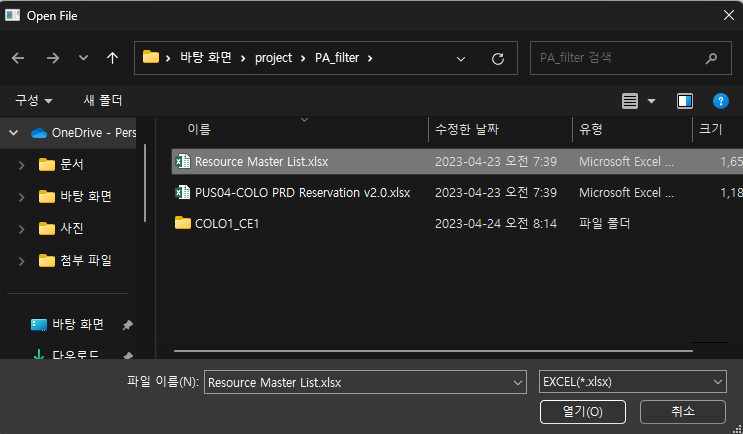 Open File
바탕 화면 > project > PA_filter >
PA_filter 검색
구성
새 폴더
이름 수정한 날짜 유형 크기
OneDrive - Pers
문서
바탕 화면
사진
첨부 파일
바탕 화면
다운로드
Resource Master List.xlsx 2023-04-23 오전 7:39 Microsoft Excel ... 1,65
PUS04-COLO PRD Reservation v2.0.xlsx 2023-04-23 오전 7:39 Microsoft Excel ... 1,18
COLO1_CE1 2023-04-24 오전 8:14 파일 폴더
파일 이름(N): Resource Master List.xlsx EXCEL(*.xlsx)
열기(O) 취소